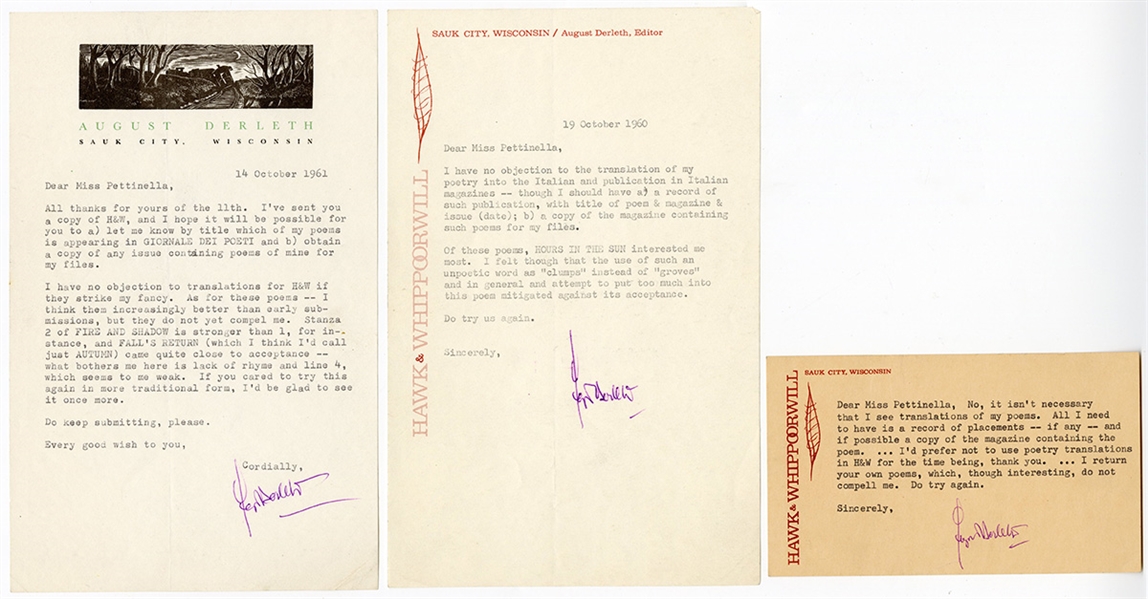 AUGUST DERLETH
SAUK CITY, WISCONSIN
14 October 1961
Dear Miss Pettinella,
All thanks for yours of the 11th. I've sent you
a copy of H&W, and I hope it will be possible for
you to a) let me know by title which of my poems
is appearing in GIORNALE DEI POETI and b) obtain
a copy of any issue containing poems of mine for
my files.
I have no objection to translations for H&W if
they strike my fancy. As for these poems -- I
think them increasingly better than early sub-
missions, but they do not yet compel me. Stanza
2 of FIRE AND SHADOW is stronger than 1, for in-
stance, and FALL'S RETURN (which I think I'd call
just AUTUMN) came quite close to acceptance --
what bothers me here is lack of rhyme and line 4,
which seems to me weak. If you cared to try this
again in more traditional form, I'd be glad to see
it once more.
Do keep submitting, please.
Every good wish to you,
Cordially,
SAUK CITY, WISCONSIN / August Derleth, Editor
HAWK & WHIPPOORWILL
19 October 1960
Dear Miss Pettinella,
I have no objection to the translation of my
poetry into the Italian and publication in Italian
magazines -- though I should have a) a record of
such publication, with title of poem & magazine &
issue (date); b) a copy of the magazine containing
such poems for my files.
Of these poems, HOURS IN THE SUN interested me
most. I felt though that the use of such an
unpoetic word as "clumps" instead of "groves"
and in general and attempt to put too much into
this poem mitigated against its acceptance.
Do try us again.
Sincerely,
HAWK & WHIPPOORWILL
SAUK CITY, WISCONSIN
Dear Miss Pettinella, No, it isn't necessary
that I see translations of my poems. All I need
to have is a record of placements -- if any -- and
if possible a copy of the magazine containing the
poem. ... I'd prefer not to use poetry translations
in H&W for the time being, thank you. ... I return
your own poems, which, though interesting, do not
compell me. Do try again.
Sincerely,